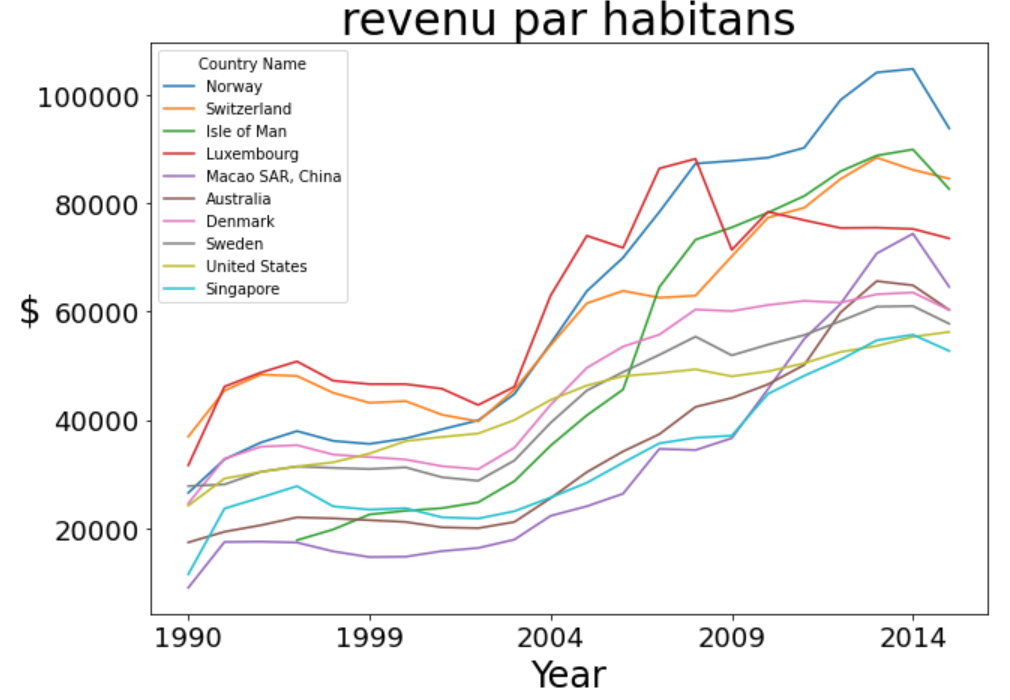 revenu par habitans
Country Name
Norway
Switzerland
Isle of Man
Luxembourg
Macao SAR, China
Australia
Denmark
Sweden
United States
Singapore
100000
80000
$ 60000
40000
20000
1990 1999 2004 2009 2014
Year